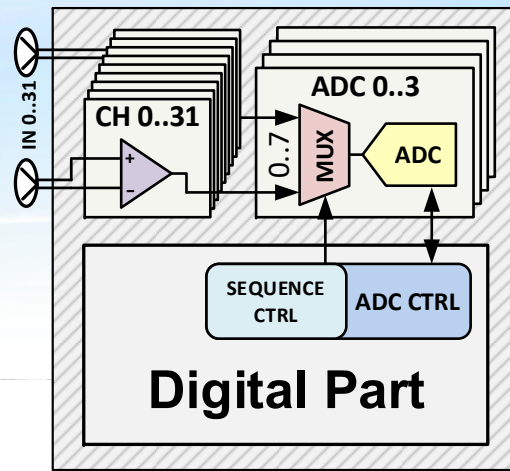 IN 0..31
CH 0..31
+
−
ADC 0..3
0..7
MUX
ADC
SEQUENCE
CTRL
ADC CTRL
Digital Part